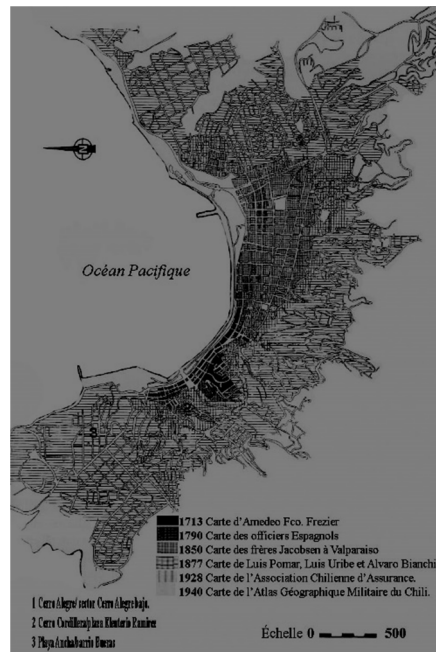 N
Océan Pacifique
3
1713 Carte d'Amedeo Fco. Frezier
1790 Carte des officiers Espagnols
1850 Carte des frères Jacobsen à Valparaiso
1877 Carte de Luis Pomar, Luis Uribe et Alvaro Bianchi
1928 Carte de l'Association Chilienne d'Assurance.
1940 Carte de l'Atlas Géographique Militaire du Chili.
1 Cerro Alegre/ sector Cerro Alegre bajo.
2 Cerro Cordillera/plaza Eleuterio Ramirez
3 Playa Ancha/barrio Bueras
Échelle 0 500